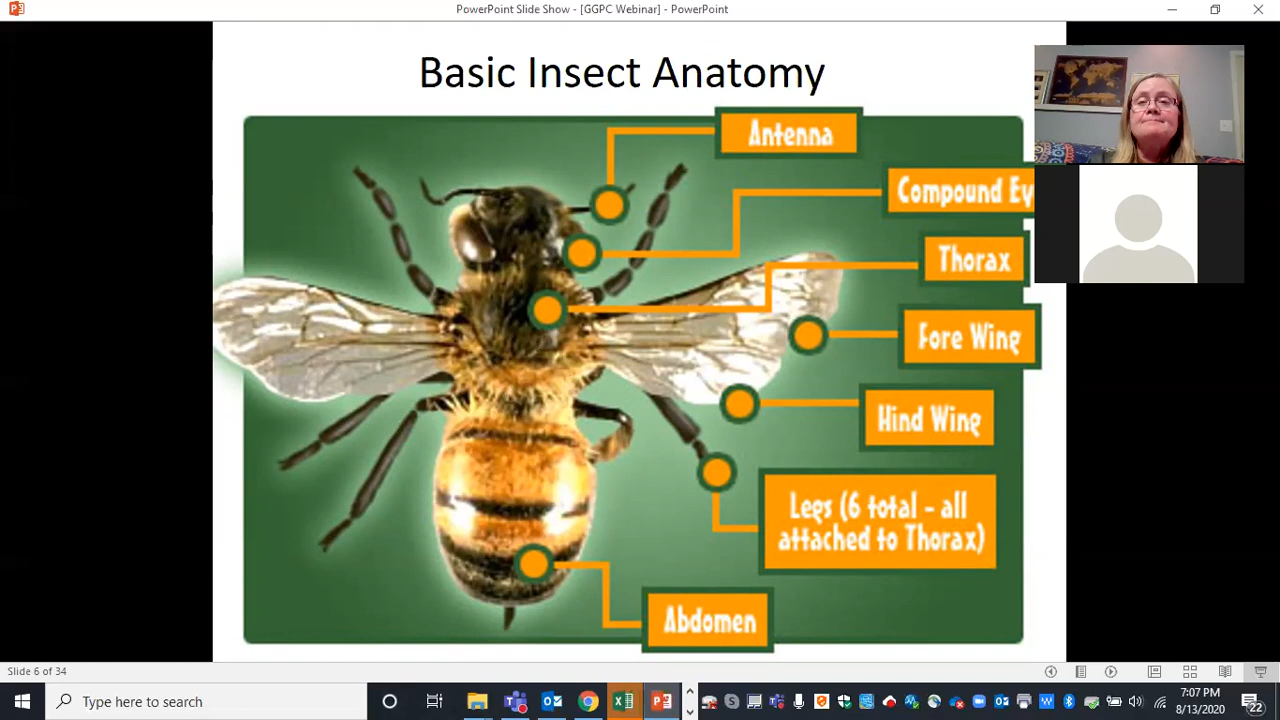 PowerPoint Slide Show - [GGPC Webinar] - PowerPoint
Basic Insect Anatomy
Antenna
Compound Ey
Thorax
Fore Wing
Hind Wing
Legs (6 total - all
attached to Thorax)
Abdomen
Slide 6 of 34
Type here to search
7:07 PM
8/13/2020
22